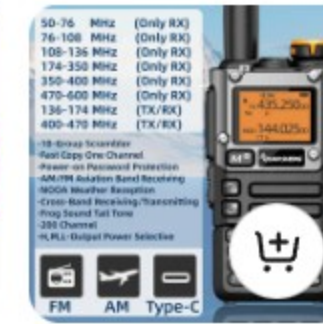 50-76 MHz (Only RX)
76-108 MHz (Only RX)
108-136 MHz (Only RX)
174-350 MHz (Only RX)
350-400 MHz (Only RX)
470-600 MHz (Only RX)
136-174 MHz (TX/RX)
400-470 MHz (TX/RX)
-18-Group Scrambler
-Fast Copy One Channel
-Power-on Password Protection
-AM/FM Aviation Band Receiving
-NOOA Weather Reception
-Cross-Band Receiving/Transmitting
-Frog Sound Tail Tone
-200 Channel
-H,M,L: Output Power Selective
435.250
144.025
QUANSHENG
FM AM Type-C